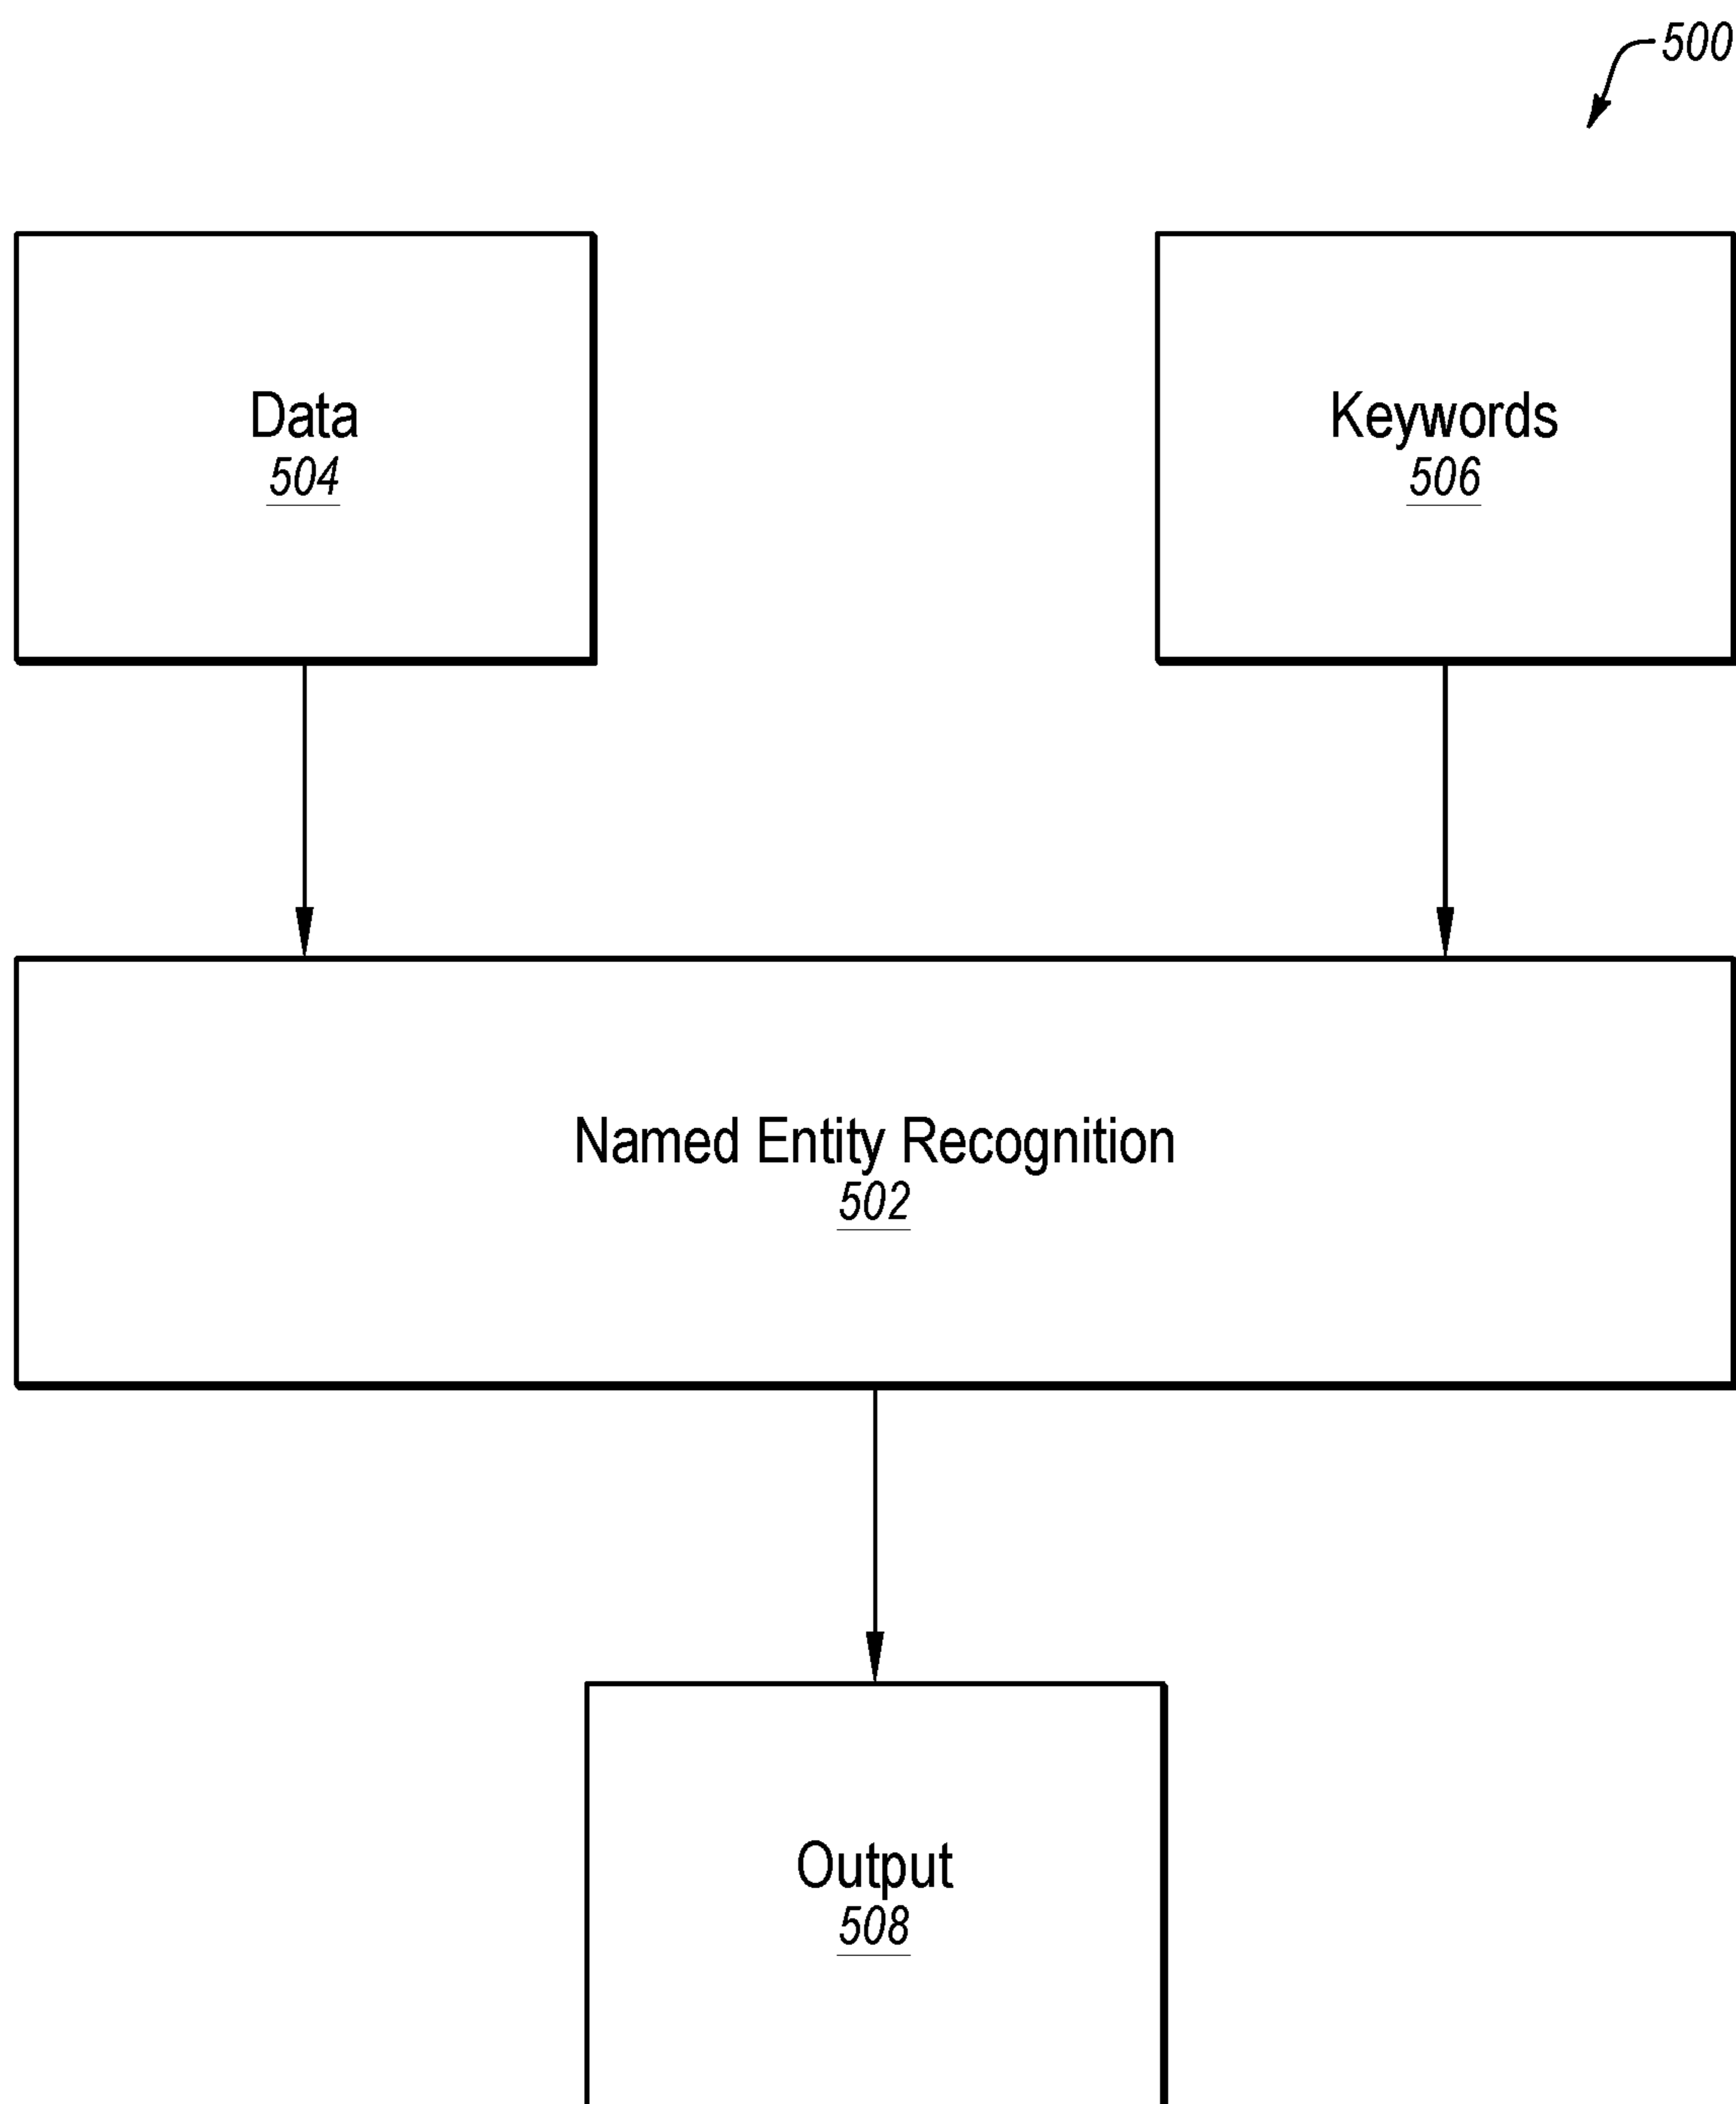 500
Data
504
Keywords
506
Named Entity Recognition
502
Output
508